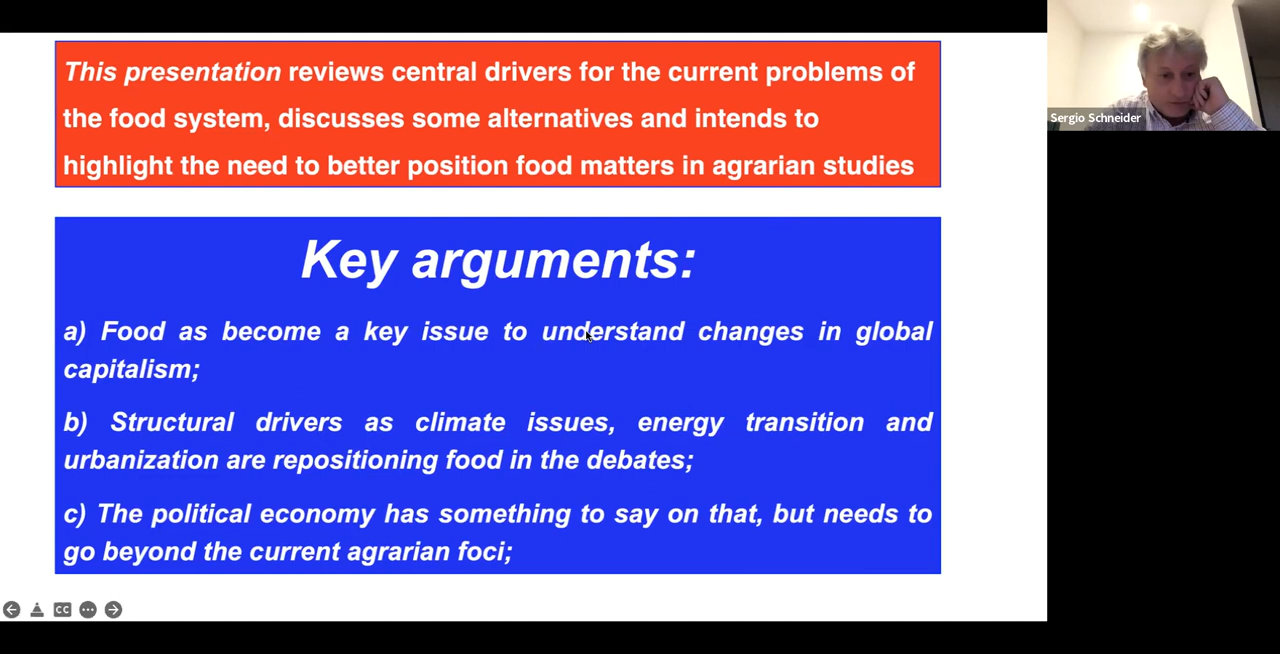 This presentation reviews central drivers for the current problems of
the food system, discusses some alternatives and intends to
highlight the need to better position food matters in agrarian studies
Key arguments:
a) Food as become a key issue to understand changes in global
capitalism;
b) Structural drivers as climate issues, energy transition and
urbanization are repositioning food in the debates;
c) The political economy has something to say on that, but needs to
go beyond the current agrarian foci;
CC
Sergio Schneider